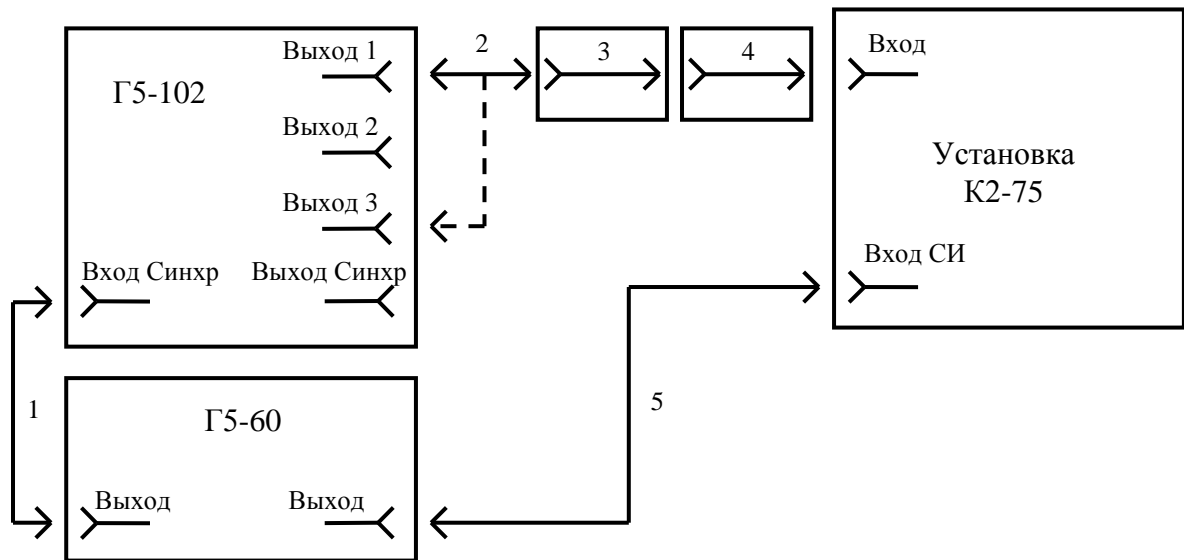 Выход 1
2
3
4
Вход
Г5-102
Выход 2
Установка
К2-75
Выход 3
Вход Синхр
Выход Синхр
Вход СИ
1
5
Г5-60
Выход
Выход